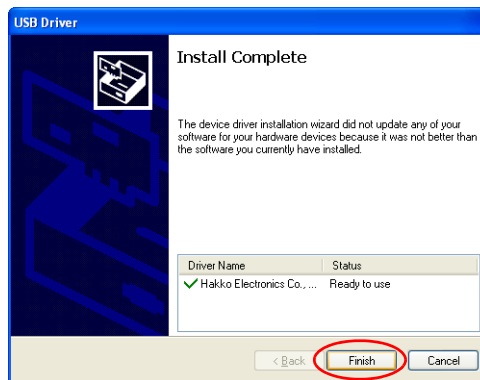 USB Driver
Install Complete
The device driver installation wizard did not update any of your
software for your hardware devices because it was not better than
the software you currently have installed.
Driver Name Status
Hakko Electronics Co., ... Ready to use
< Back Finish Cancel